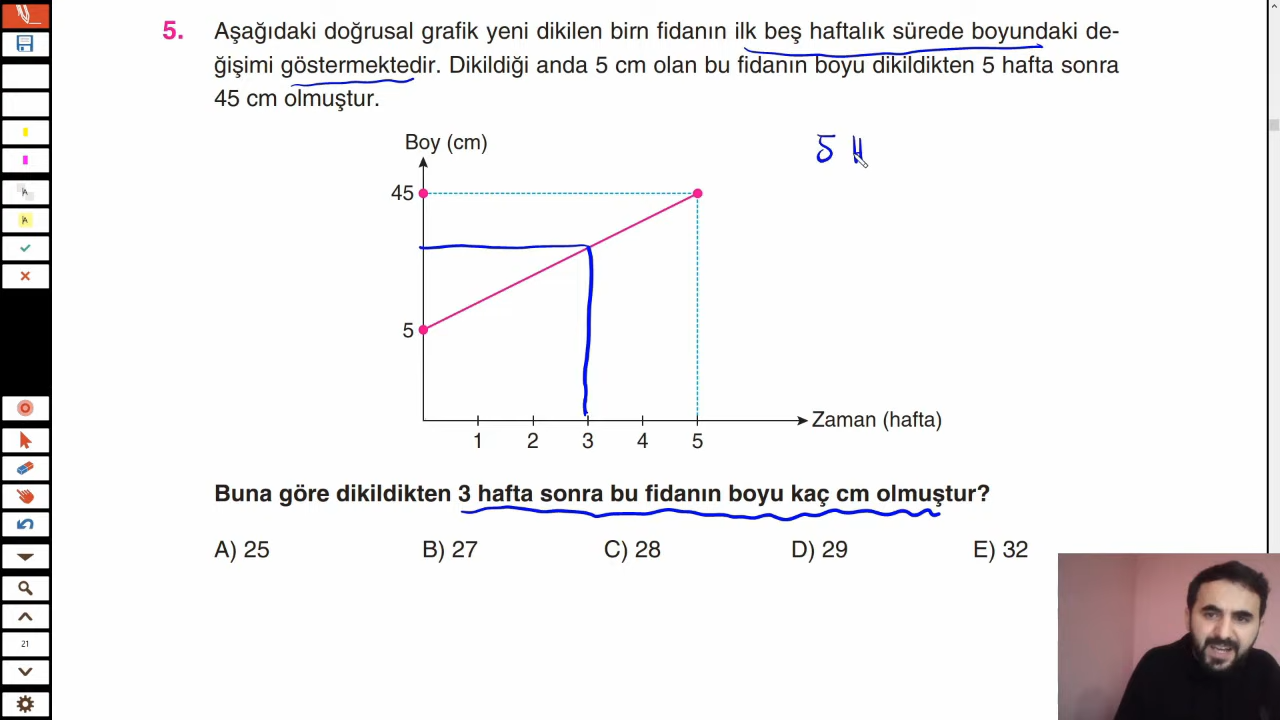 5. Aşağıdaki doğrusal grafik yeni dikilen birn fidanın ilk beş haftalık sürede boyundaki de-
ğişimi göstermektedir. Dikildiği anda 5 cm olan bu fidanın boyu dikildikten 5 hafta sonra
45 cm olmuştur.
Boy (cm)
5 H
45
5
1 2 3 4 5
Zaman (hafta)
Buna göre dikildikten 3 hafta sonra bu fidanın boyu kaç cm olmuştur?
A) 25 B) 27 C) 28 D) 29 E) 32
A
A
21